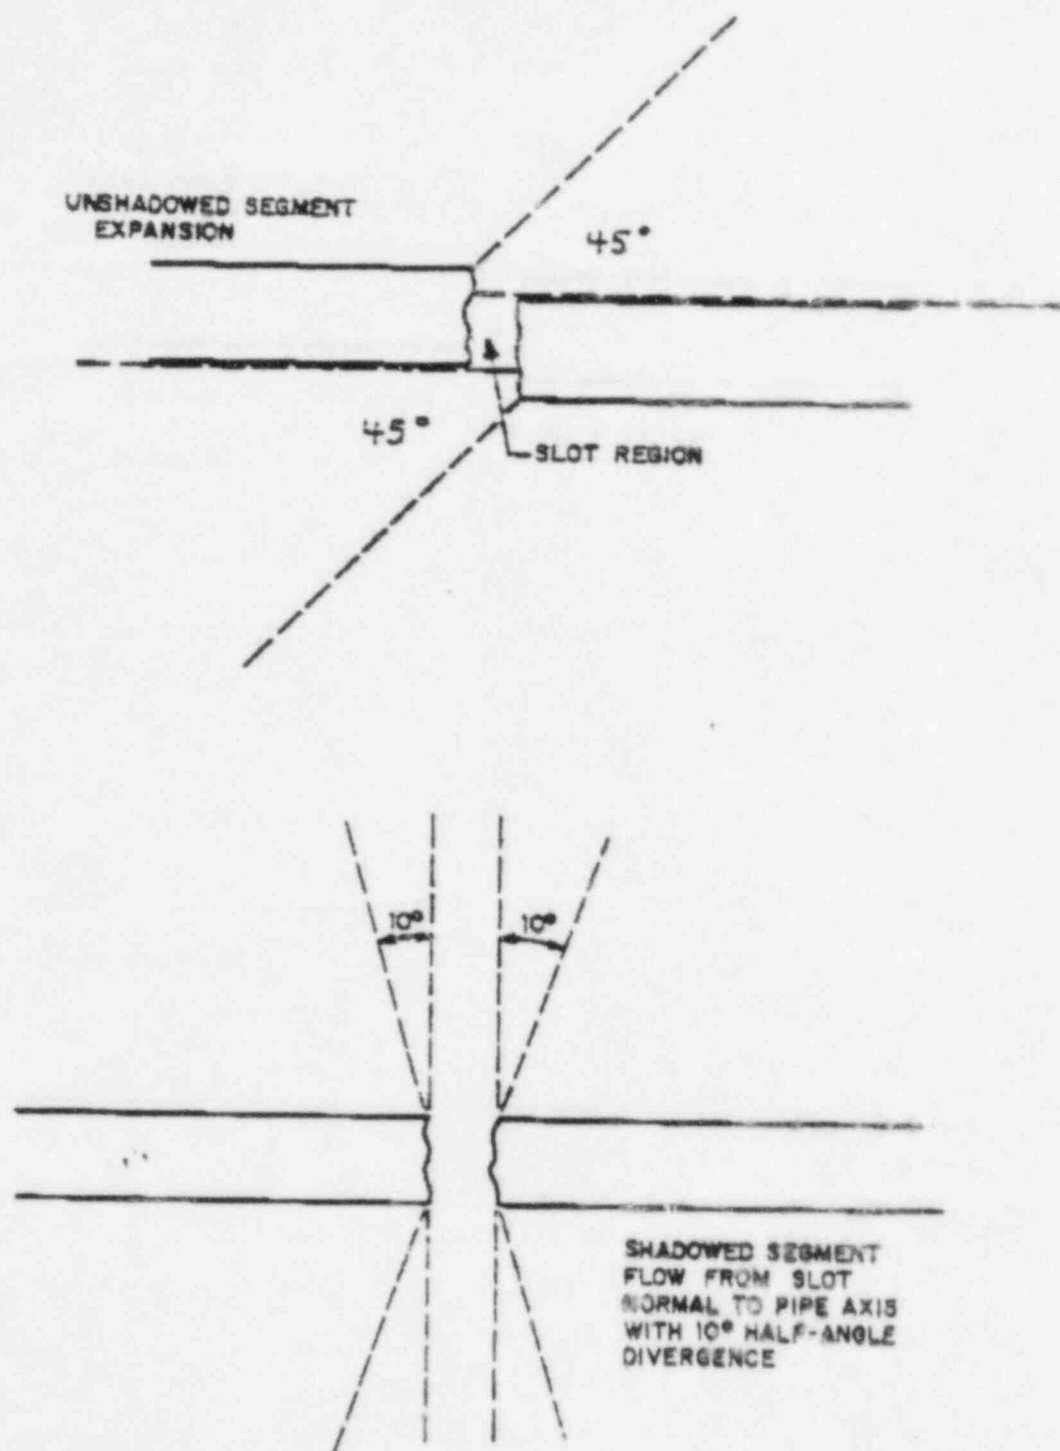 UNSHADOWED SEGMENT
EXPANSION
45°
45°
SLOT REGION
10°
10°
SHADOWED SEGMENT
FLOW FROM SLOT
NORMAL TO PIPE AXIS
WITH 10° HALF-ANGLE
DIVERGENCE